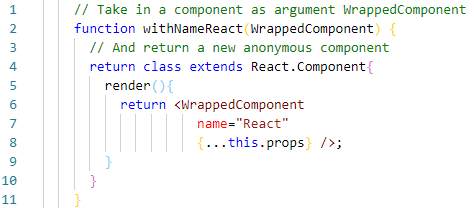 1 // Take in a component as argument WrappedComponent
2 function withNameReact(WrappedComponent) {
3 // And return a new anonymous component
4 return class extends React.Component{
5 render(){
6 return <WrappedComponent
7 name="React"
8 {...this.props} />;
9 }
10 }
11 }